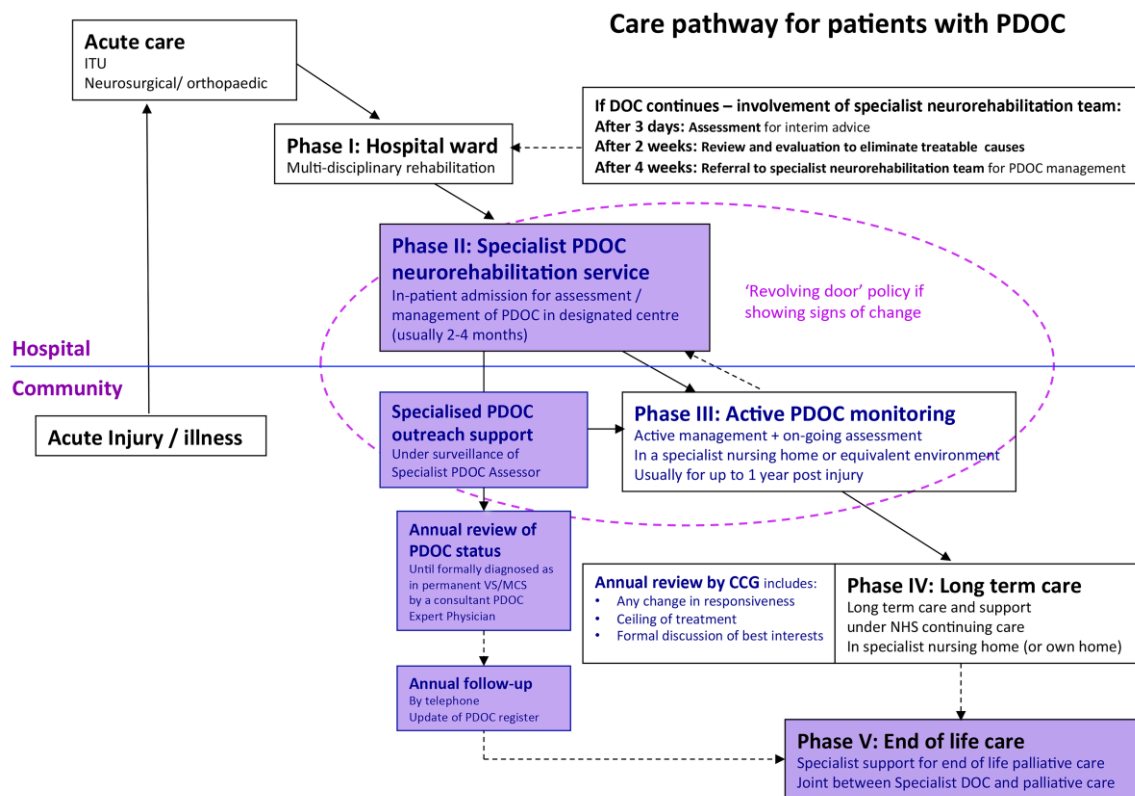 Care pathway for patients with PDOC
Acute care
ITU
Neurosurgical/ orthopaedic
If DOC continues – involvement of specialist neurorehabilitation team:
After 3 days: Assessment for interim advice
After 2 weeks: Review and evaluation to eliminate treatable causes
After 4 weeks: Referral to specialist neurorehabilitation team for PDOC management
Phase I: Hospital ward
Multi-disciplinary rehabilitation
Phase II: Specialist PDOC
neurorehabilitation service
In-patient admission for assessment /
management of PDOC in designated centre
(usually 2-4 months)
‘Revolving door’ policy if
showing signs of change
Hospital
Community
Acute Injury / illness
Specialised PDOC
outreach support
Under surveillance of
Specialist PDOC Assessor
Phase III: Active PDOC monitoring
Active management + on-going assessment
In a specialist nursing home or equivalent environment
Usually for up to 1 year post injury
Annual review of
PDOC status
Until formally diagnosed as
in permanent VS/MCS
by a consultant PDOC
Expert Physician
Annual review by CCG includes:
• Any change in responsiveness
• Ceiling of treatment
• Formal discussion of best interests
Phase IV: Long term care
Long term care and support
under NHS continuing care
In specialist nursing home (or own home)
Annual follow-up
By telephone
Update of PDOC register
Phase V: End of life care
Specialist support for end of life palliative care
Joint between Specialist DOC and palliative care